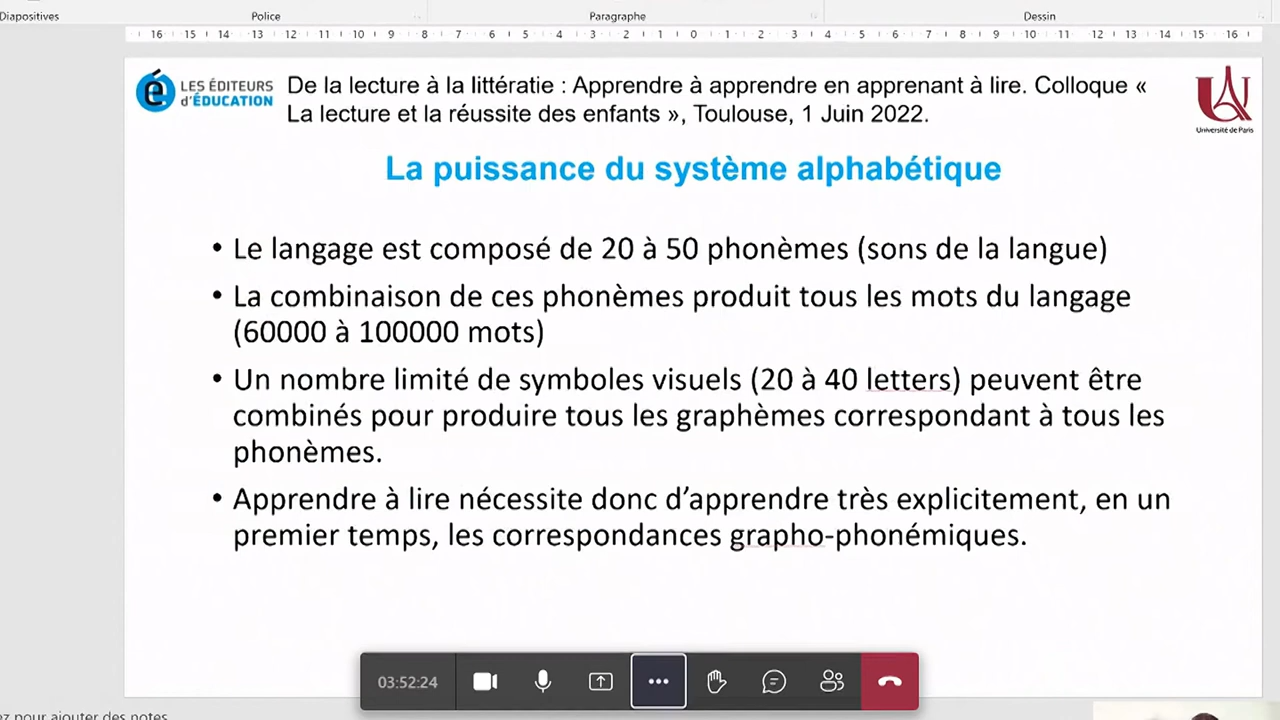 Diapositives
Police
Paragraphe
Dessin
16 15 14 13 12 11 10 9 8 7 6 5 4 3 2 1 0 1 2 3 4 5 6 7 8 9 10 11 12 13 14 15 16
LES ÉDITEURS
d'ÉDUCATION
De la lecture à la littératie : Apprendre à apprendre en apprenant à lire. Colloque «
La lecture et la réussite des enfants », Toulouse, 1 Juin 2022.
Université de Paris
La puissance du système alphabétique
• Le langage est composé de 20 à 50 phonèmes (sons de la langue)
• La combinaison de ces phonèmes produit tous les mots du langage
(60000 à 100000 mots)
• Un nombre limité de symboles visuels (20 à 40 letters) peuvent être
combinés pour produire tous les graphèmes correspondant à tous les
phonèmes.
• Apprendre à lire nécessite donc d'apprendre très explicitement, en un
premier temps, les correspondances grapho-phonémiques.
03:52:24
pour ajouter des notes